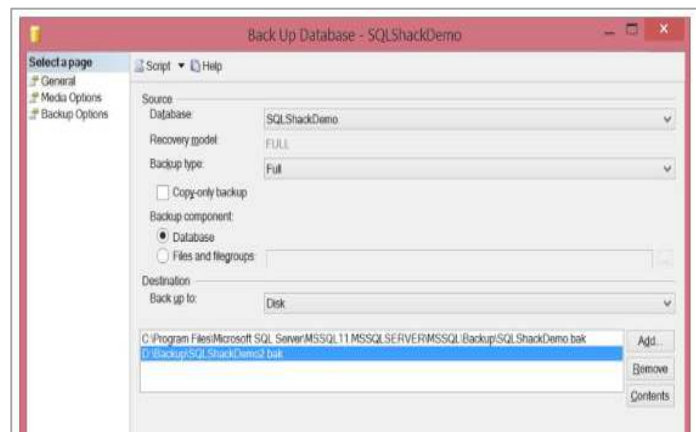 Back Up Database - SQLShackDemo
Select a page
General
Media Options
Backup Options
Script Help
Source
Database: SQLShackDemo
Recovery model: FULL
Backup type: Full
Copy-only backup
Backup component:
Database
Files and filegroups:
Destination
Back up to: Disk
C:\Program Files\Microsoft SQL Server\MSSQL11.MSSQLSERVER\MSSQL\Backup\SQLShackDemo.bak
D:\Backup\SQLShackDemo2.bak
Add...
Remove
Contents